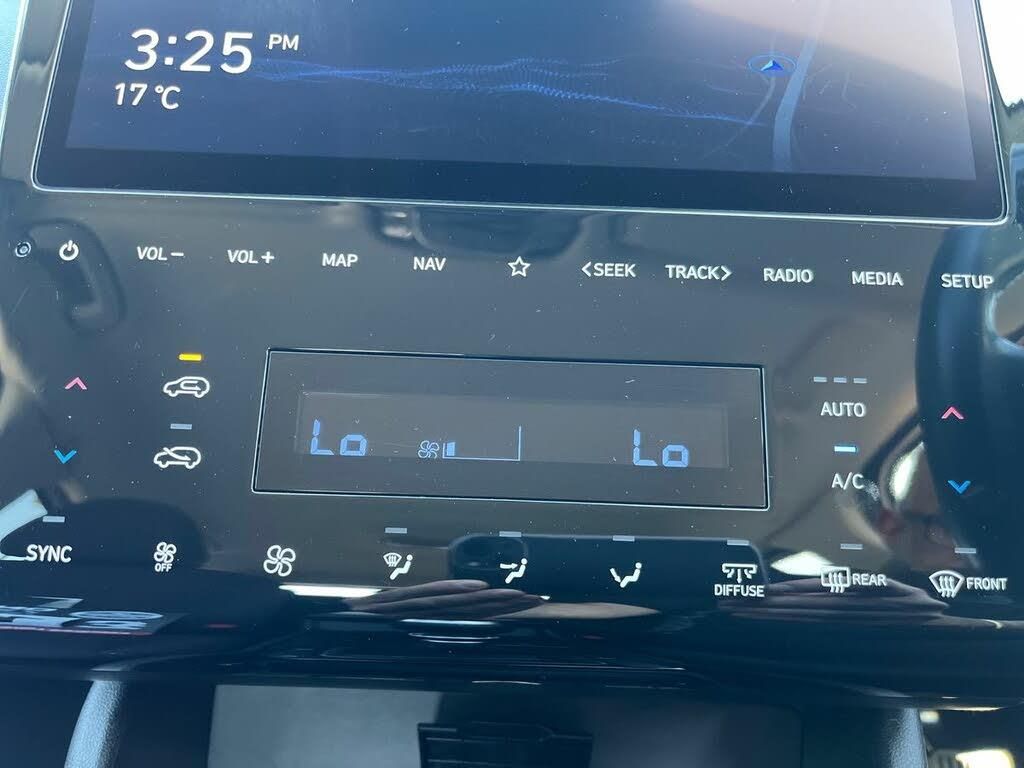 3:25 PM
17 °C
VOL− VOL+ MAP NAV <SEEK TRACK> RADIO MEDIA SETUP
AUTO
Lo Lo
A/C
SYNC OFF DIFFUSE REAR FRONT